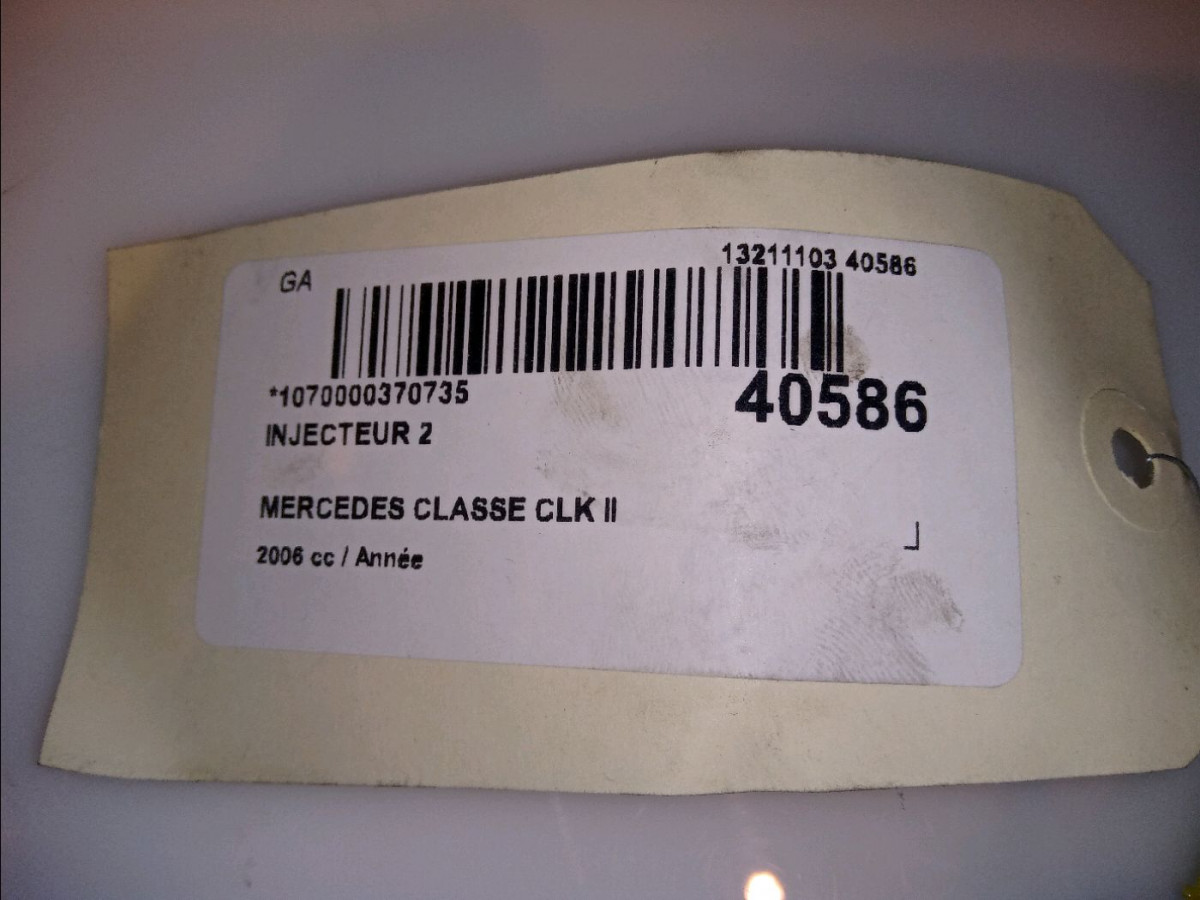 GA
13211103 40586
*1070000370735
40586
INJECTEUR 2
MERCEDES CLASSE CLK II
2006 cc / Année